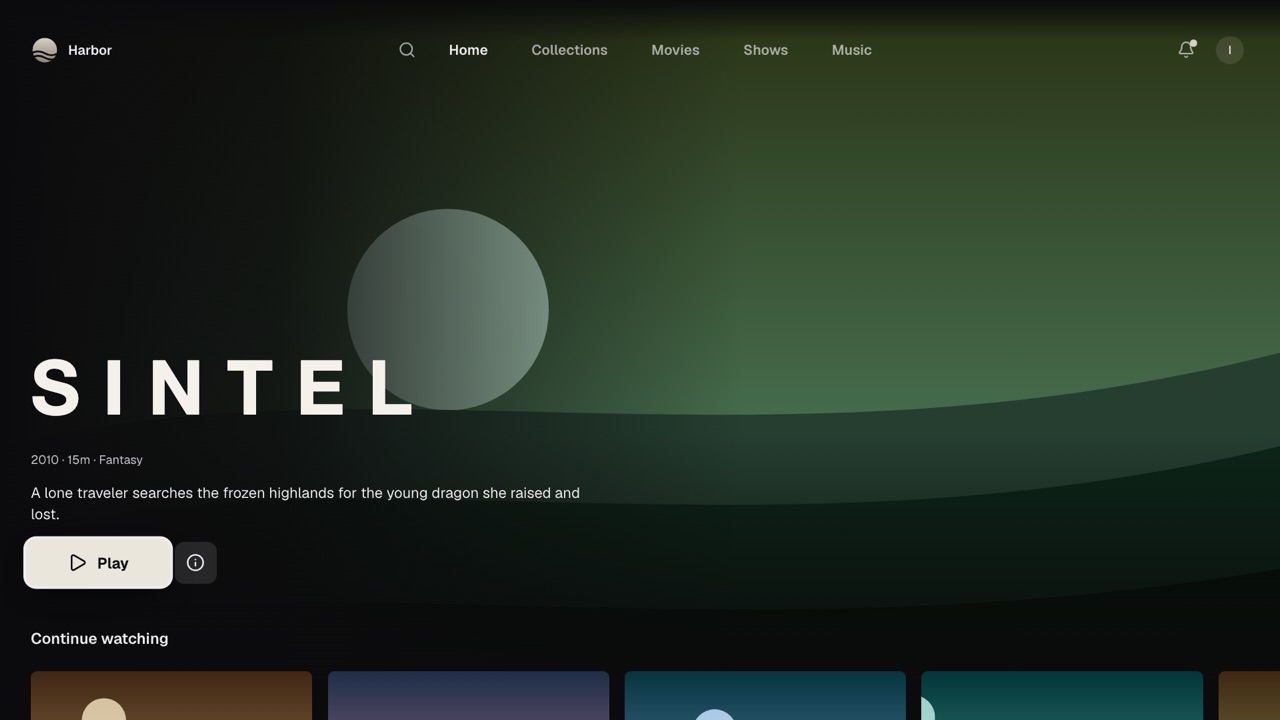 Harbor
Home
Collections
Movies
Shows
Music
I
SINTEL
2010 · 15m · Fantasy
A lone traveler searches the frozen highlands for the young dragon she raised and
lost.
Play
Continue watching